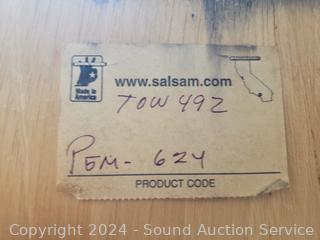 Made in
America
www.salsam.com
TOW 492
PEM- 624
PRODUCT CODE
Copyright © 2024 - Sound Auction Service